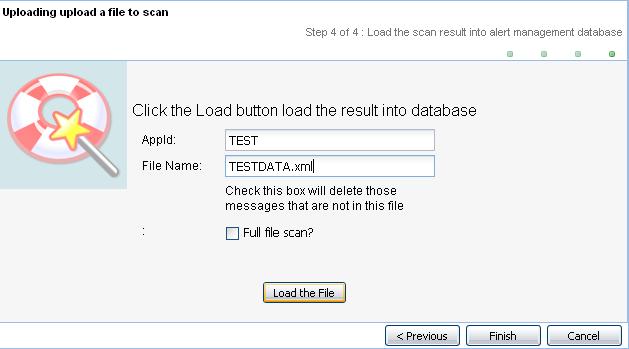 Uploading upload a file to scan
Step 4 of 4 : Load the scan result into alert management database
Click the Load button load the result into database
AppId: TEST
File Name: TESTDATA.xml
Check this box will delete those
messages that are not in this file
: Full file scan?
Load the File
< Previous Finish Cancel